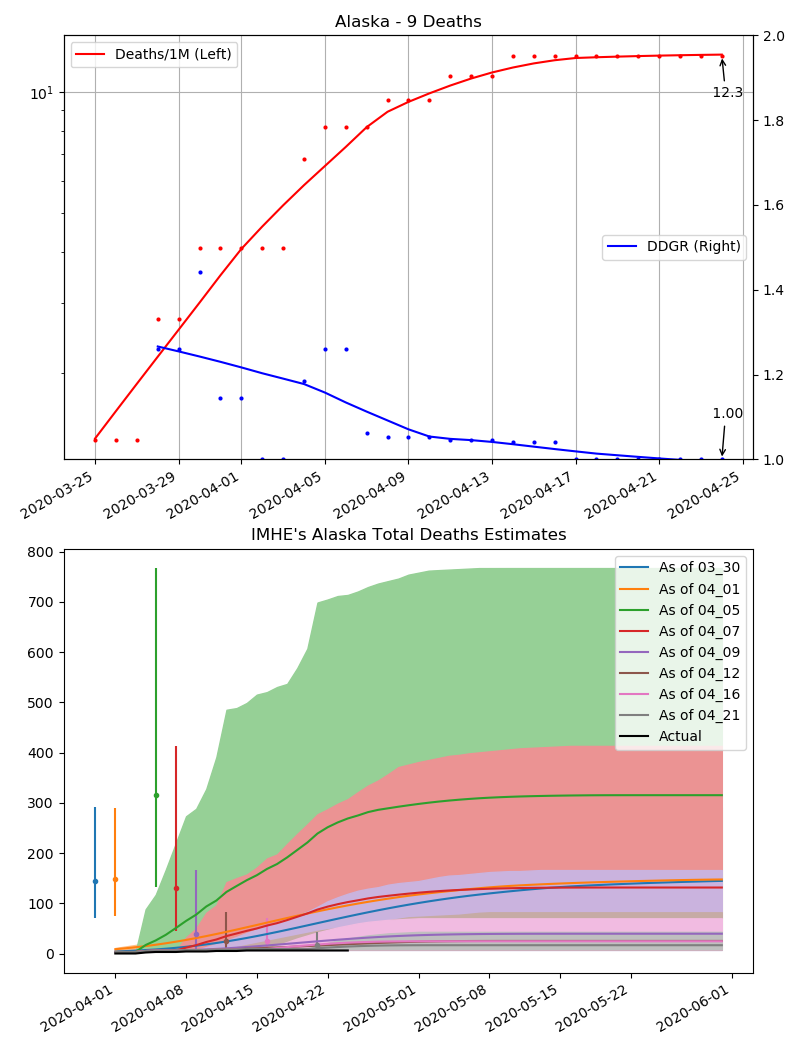 Alaska - 9 Deaths
Deaths/1M (Left)
10^1
2.0
1.8
1.6
1.4
1.2
1.0
12.3
DDGR (Right)
1.00
2020-03-25
2020-03-29
2020-04-01
2020-04-05
2020-04-09
2020-04-13
2020-04-17
2020-04-21
2020-04-25
IMHE's Alaska Total Deaths Estimates
800
700
600
500
400
300
200
100
0
As of 03_30
As of 04_01
As of 04_05
As of 04_07
As of 04_09
As of 04_12
As of 04_16
As of 04_21
Actual
2020-04-01
2020-04-08
2020-04-15
2020-04-22
2020-05-01
2020-05-08
2020-05-15
2020-05-22
2020-06-01